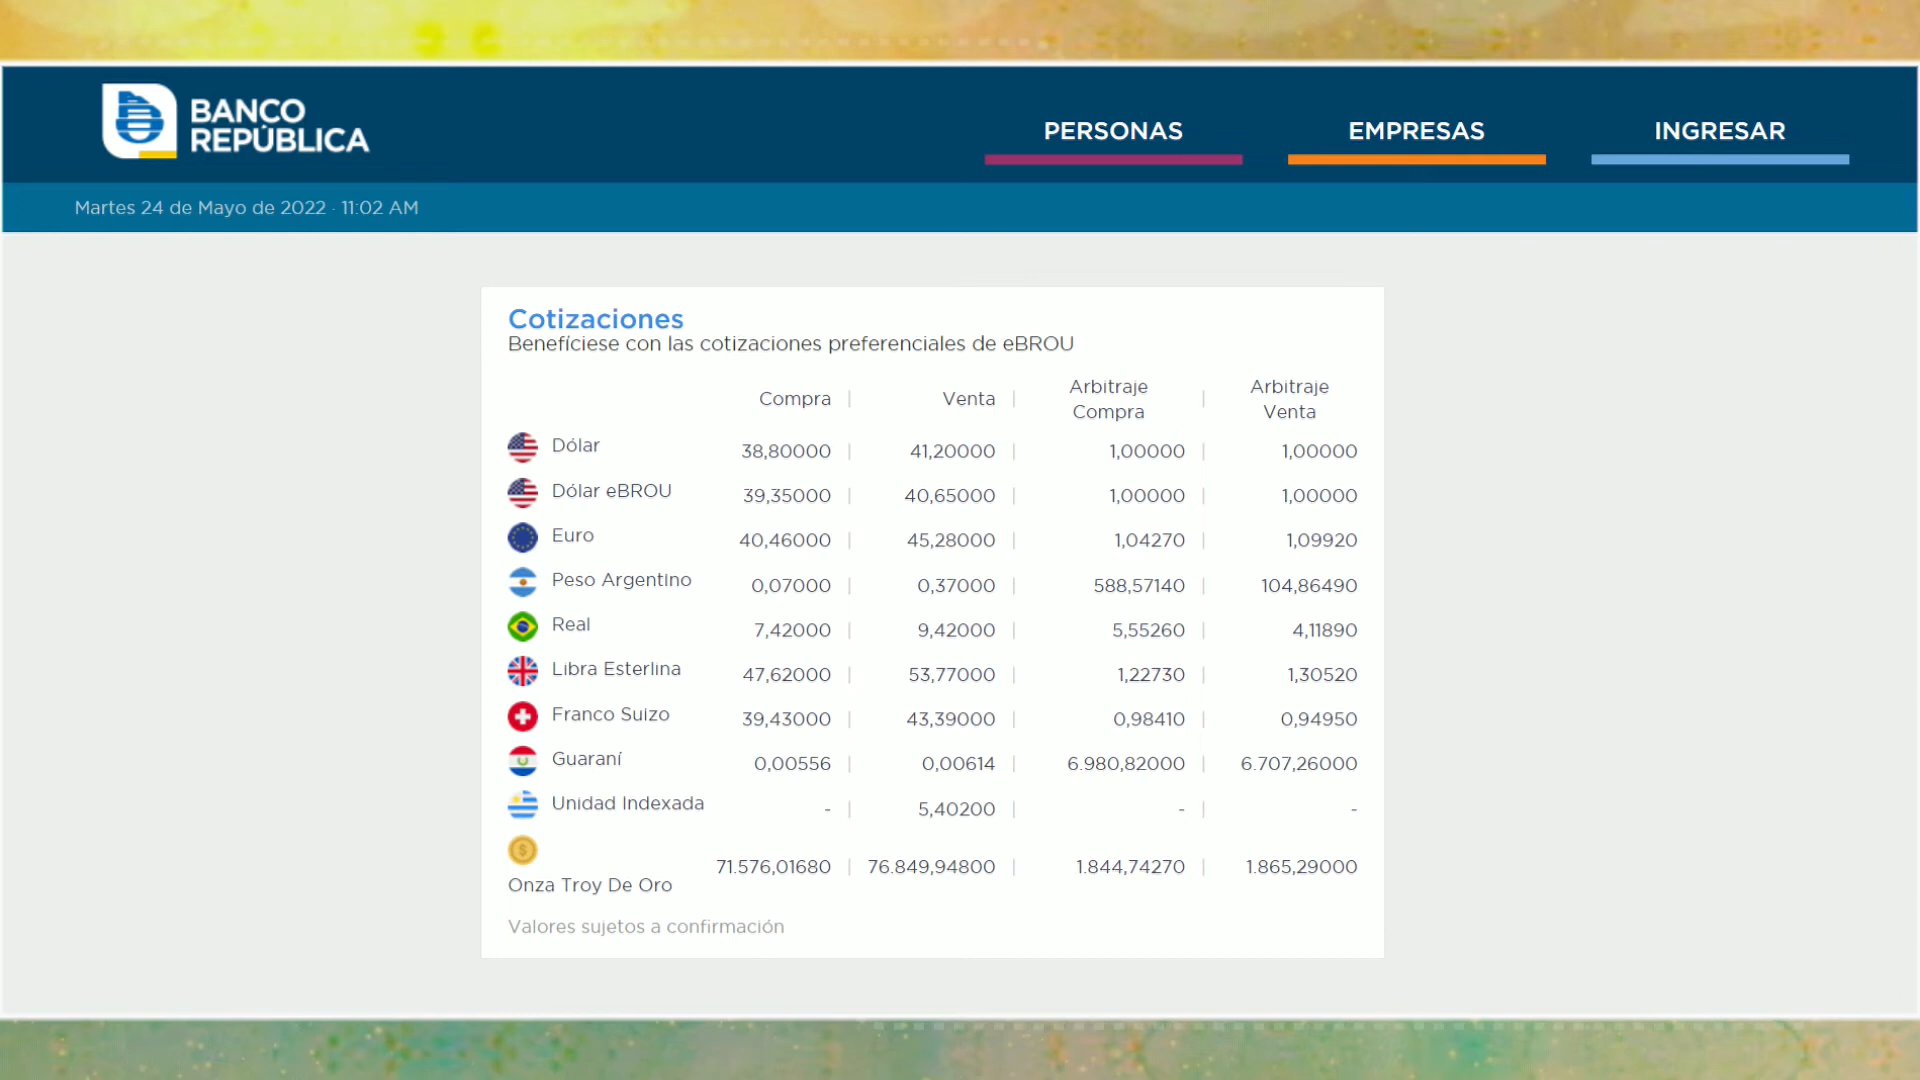 BANCO
REPÚBLICA
PERSONAS
EMPRESAS
INGRESAR
Martes 24 de Mayo de 2022 · 11:02 AM
Cotizaciones
Benefíciese con las cotizaciones preferenciales de eBROU
Compra | Venta | Arbitraje Compra | Arbitraje Venta
Dólar 38,80000 | 41,20000 | 1,00000 | 1,00000
Dólar eBROU 39,35000 | 40,65000 | 1,00000 | 1,00000
Euro 40,46000 | 45,28000 | 1,04270 | 1,09920
Peso Argentino 0,07000 | 0,37000 | 588,57140 | 104,86490
Real 7,42000 | 9,42000 | 5,55260 | 4,11890
Libra Esterlina 47,62000 | 53,77000 | 1,22730 | 1,30520
Franco Suizo 39,43000 | 43,39000 | 0,98410 | 0,94950
Guaraní 0,00556 | 0,00614 | 6.980,82000 | 6.707,26000
Unidad Indexada - | 5,40200 | - | -
Onza Troy De Oro 71.576,01680 | 76.849,94800 | 1.844,74270 | 1.865,29000
Valores sujetos a confirmación